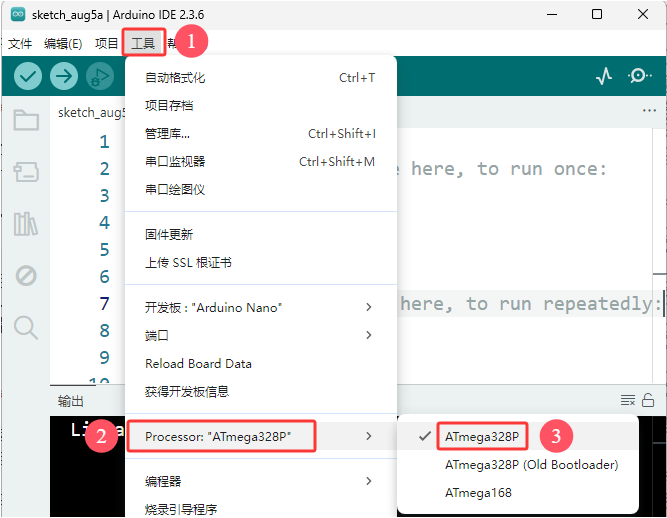 sketch_aug5a | Arduino IDE 2.3.6
文件 编辑(E) 项目 工具 1
sketch_aug5
自动格式化 Ctrl+T
项目存档
管理库... Ctrl+Shift+I
串口监视器 Ctrl+Shift+M
串口绘图仪
固件更新
上传 SSL 根证书
开发板 : "Arduino Nano"
端口
Reload Board Data
获得开发板信息
2 Processor: "ATmega328P"
编程器
烧录引导程序
1
2 e here, to run once:
3
4
5
6
7 here, to run repeatedly:
8
9
10
输出
ATmega328P 3
ATmega328P (Old Bootloader)
ATmega168